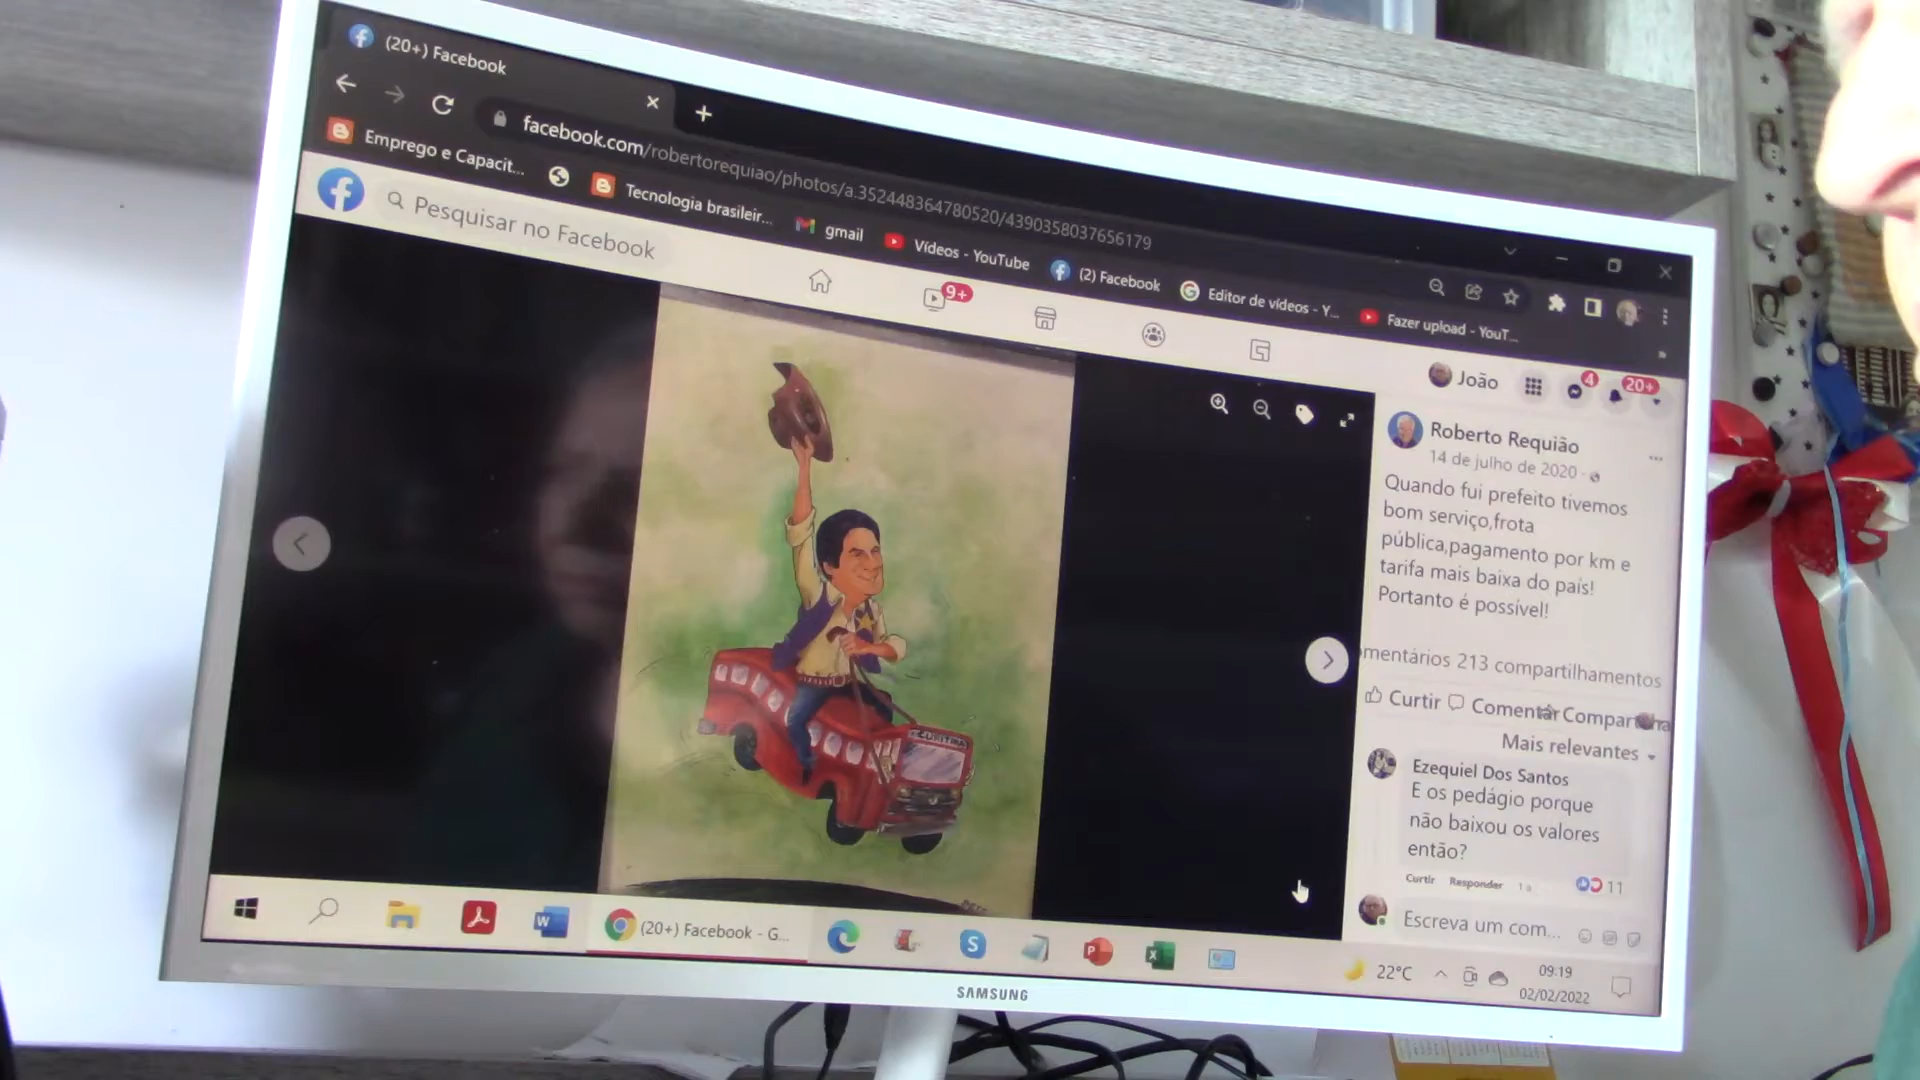 (20+) Facebook
facebook.com/robertorequiao/photos/a.352448364780520/4390358037656179
Emprego e Capacit...
Tecnologia brasileir...
gmail
Vídeos - YouTube
(2) Facebook
Editor de vídeos - Y...
Fazer upload - YouT...
Pesquisar no Facebook
9+
João
4
20+
Roberto Requião
14 de julho de 2020
Quando fui prefeito tivemos
bom serviço,frota
pública,pagamento por km e
tarifa mais baixa do país!
Portanto é possível!
mentários 213 compartilhamentos
Curtir
Comentar
Compartilha
Mais relevantes
Ezequiel Dos Santos
E os pedágio porque
não baixou os valores
então?
Curtir Responder 1 a
11
Escreva um com...
CURITIBA
(20+) Facebook - G...
22°C
09:19
02/02/2022
SAMSUNG